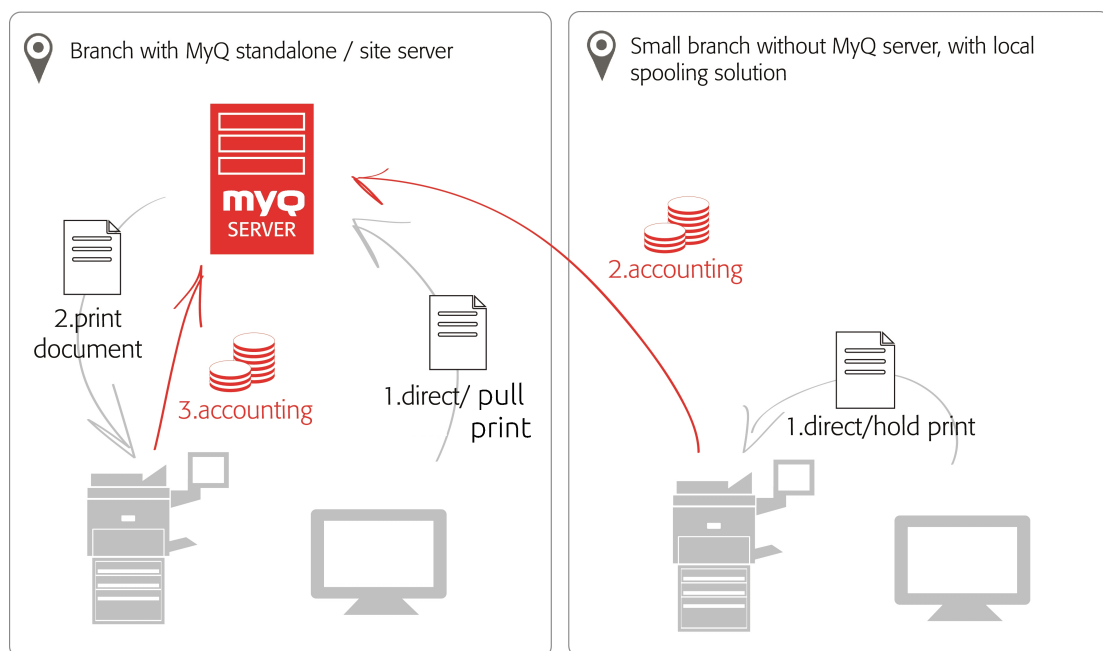 Branch with MyQ standalone / site server
myQ
SERVER
2.print
document
3.accounting
1.direct/ pull
print
Small branch without MyQ server, with local
spooling solution
2.accounting
1.direct/hold print